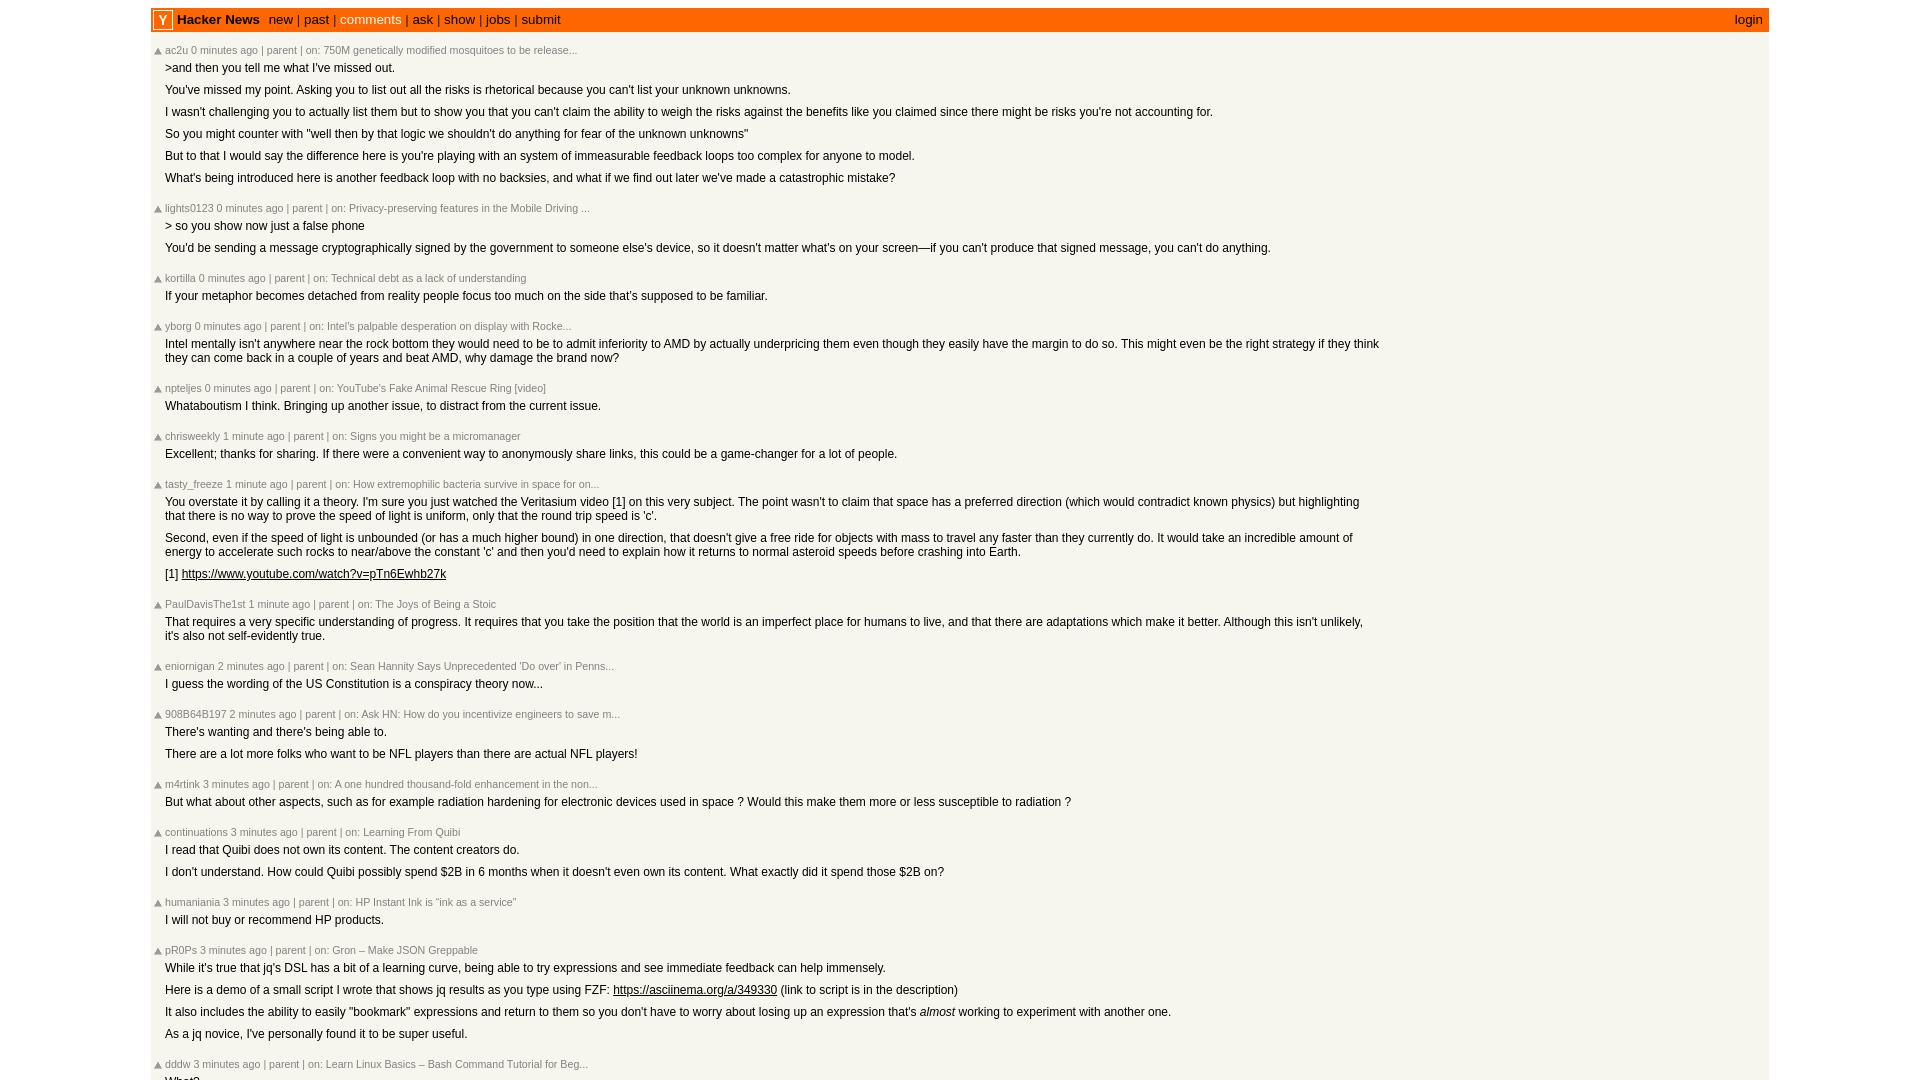 Y Hacker News new | past | comments | ask | show | jobs | submit login
ac2u 0 minutes ago | parent | on: 750M genetically modified mosquitoes to be release...
>and then you tell me what I've missed out.
You've missed my point. Asking you to list out all the risks is rhetorical because you can't list your unknown unknowns.
I wasn't challenging you to actually list them but to show you that you can't claim the ability to weigh the risks against the benefits like you claimed since there might be risks you're not accounting for.
So you might counter with "well then by that logic we shouldn't do anything for fear of the unknown unknowns"
But to that I would say the difference here is you're playing with an system of immeasurable feedback loops too complex for anyone to model.
What's being introduced here is another feedback loop with no backsies, and what if we find out later we've made a catastrophic mistake?
lights0123 0 minutes ago | parent | on: Privacy-preserving features in the Mobile Driving ...
> so you show now just a false phone
You'd be sending a message cryptographically signed by the government to someone else's device, so it doesn't matter what's on your screen—if you can't produce that signed message, you can't do anything.
kortilla 0 minutes ago | parent | on: Technical debt as a lack of understanding
If your metaphor becomes detached from reality people focus too much on the side that's supposed to be familiar.
yborg 0 minutes ago | parent | on: Intel's palpable desperation on display with Rocke...
Intel mentally isn't anywhere near the rock bottom they would need to be to admit inferiority to AMD by actually underpricing them even though they easily have the margin to do so. This might even be the right strategy if they think
they can come back in a couple of years and beat AMD, why damage the brand now?
npteljes 0 minutes ago | parent | on: YouTube's Fake Animal Rescue Ring [video]
Whataboutism I think. Bringing up another issue, to distract from the current issue.
chrisweekly 1 minute ago | parent | on: Signs you might be a micromanager
Excellent; thanks for sharing. If there were a convenient way to anonymously share links, this could be a game-changer for a lot of people.
tasty_freeze 1 minute ago | parent | on: How extremophilic bacteria survive in space for on...
You overstate it by calling it a theory. I'm sure you just watched the Veritasium video [1] on this very subject. The point wasn't to claim that space has a preferred direction (which would contradict known physics) but highlighting
that there is no way to prove the speed of light is uniform, only that the round trip speed is 'c'.
Second, even if the speed of light is unbounded (or has a much higher bound) in one direction, that doesn't give a free ride for objects with mass to travel any faster than they currently do. It would take an incredible amount of
energy to accelerate such rocks to near/above the constant 'c' and then you'd need to explain how it returns to normal asteroid speeds before crashing into Earth.
[1] https://www.youtube.com/watch?v=pTn6Ewhb27k
PaulDavisThe1st 1 minute ago | parent | on: The Joys of Being a Stoic
That requires a very specific understanding of progress. It requires that you take the position that the world is an imperfect place for humans to live, and that there are adaptations which make it better. Although this isn't unlikely,
it's also not self-evidently true.
eniornigan 2 minutes ago | parent | on: Sean Hannity Says Unprecedented 'Do over' in Penns...
I guess the wording of the US Constitution is a conspiracy theory now...
908B64B197 2 minutes ago | parent | on: Ask HN: How do you incentivize engineers to save m...
There's wanting and there's being able to.
There are a lot more folks who want to be NFL players than there are actual NFL players!
m4rtink 3 minutes ago | parent | on: A one hundred thousand-fold enhancement in the non...
But what about other aspects, such as for example radiation hardening for electronic devices used in space ? Would this make them more or less susceptible to radiation ?
continuations 3 minutes ago | parent | on: Learning From Quibi
I read that Quibi does not own its content. The content creators do.
I don't understand. How could Quibi possibly spend $2B in 6 months when it doesn't even own its content. What exactly did it spend those $2B on?
humaniania 3 minutes ago | parent | on: HP Instant Ink is “ink as a service”
I will not buy or recommend HP products.
pR0Ps 3 minutes ago | parent | on: Gron – Make JSON Greppable
While it's true that jq's DSL has a bit of a learning curve, being able to try expressions and see immediate feedback can help immensely.
Here is a demo of a small script I wrote that shows jq results as you type using FZF: https://asciinema.org/a/349330 (link to script is in the description)
It also includes the ability to easily "bookmark" expressions and return to them so you don't have to worry about losing up an expression that's almost working to experiment with another one.
As a jq novice, I've personally found it to be super useful.
dddw 3 minutes ago | parent | on: Learn Linux Basics – Bash Command Tutorial for Beg...
What?